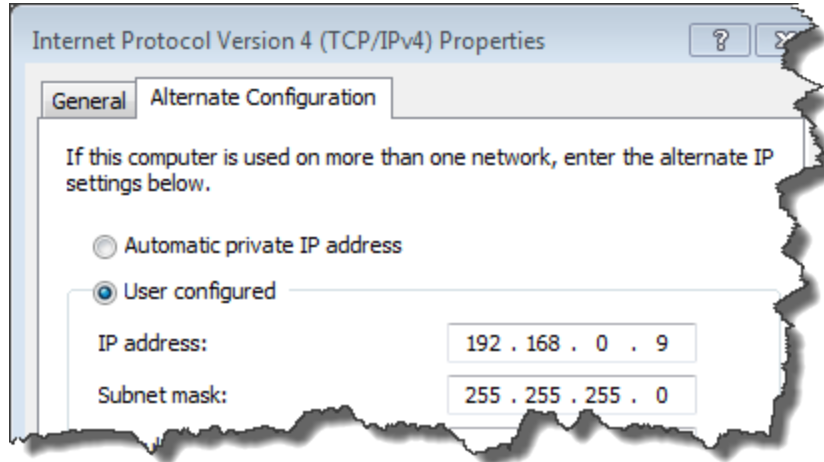 Internet Protocol Version 4 (TCP/IPv4) Properties
General
Alternate Configuration
If this computer is used on more than one network, enter the alternate IP
settings below.
Automatic private IP address
User configured
IP address: 192 . 168 . 0 . 9
Subnet mask: 255 . 255 . 255 . 0